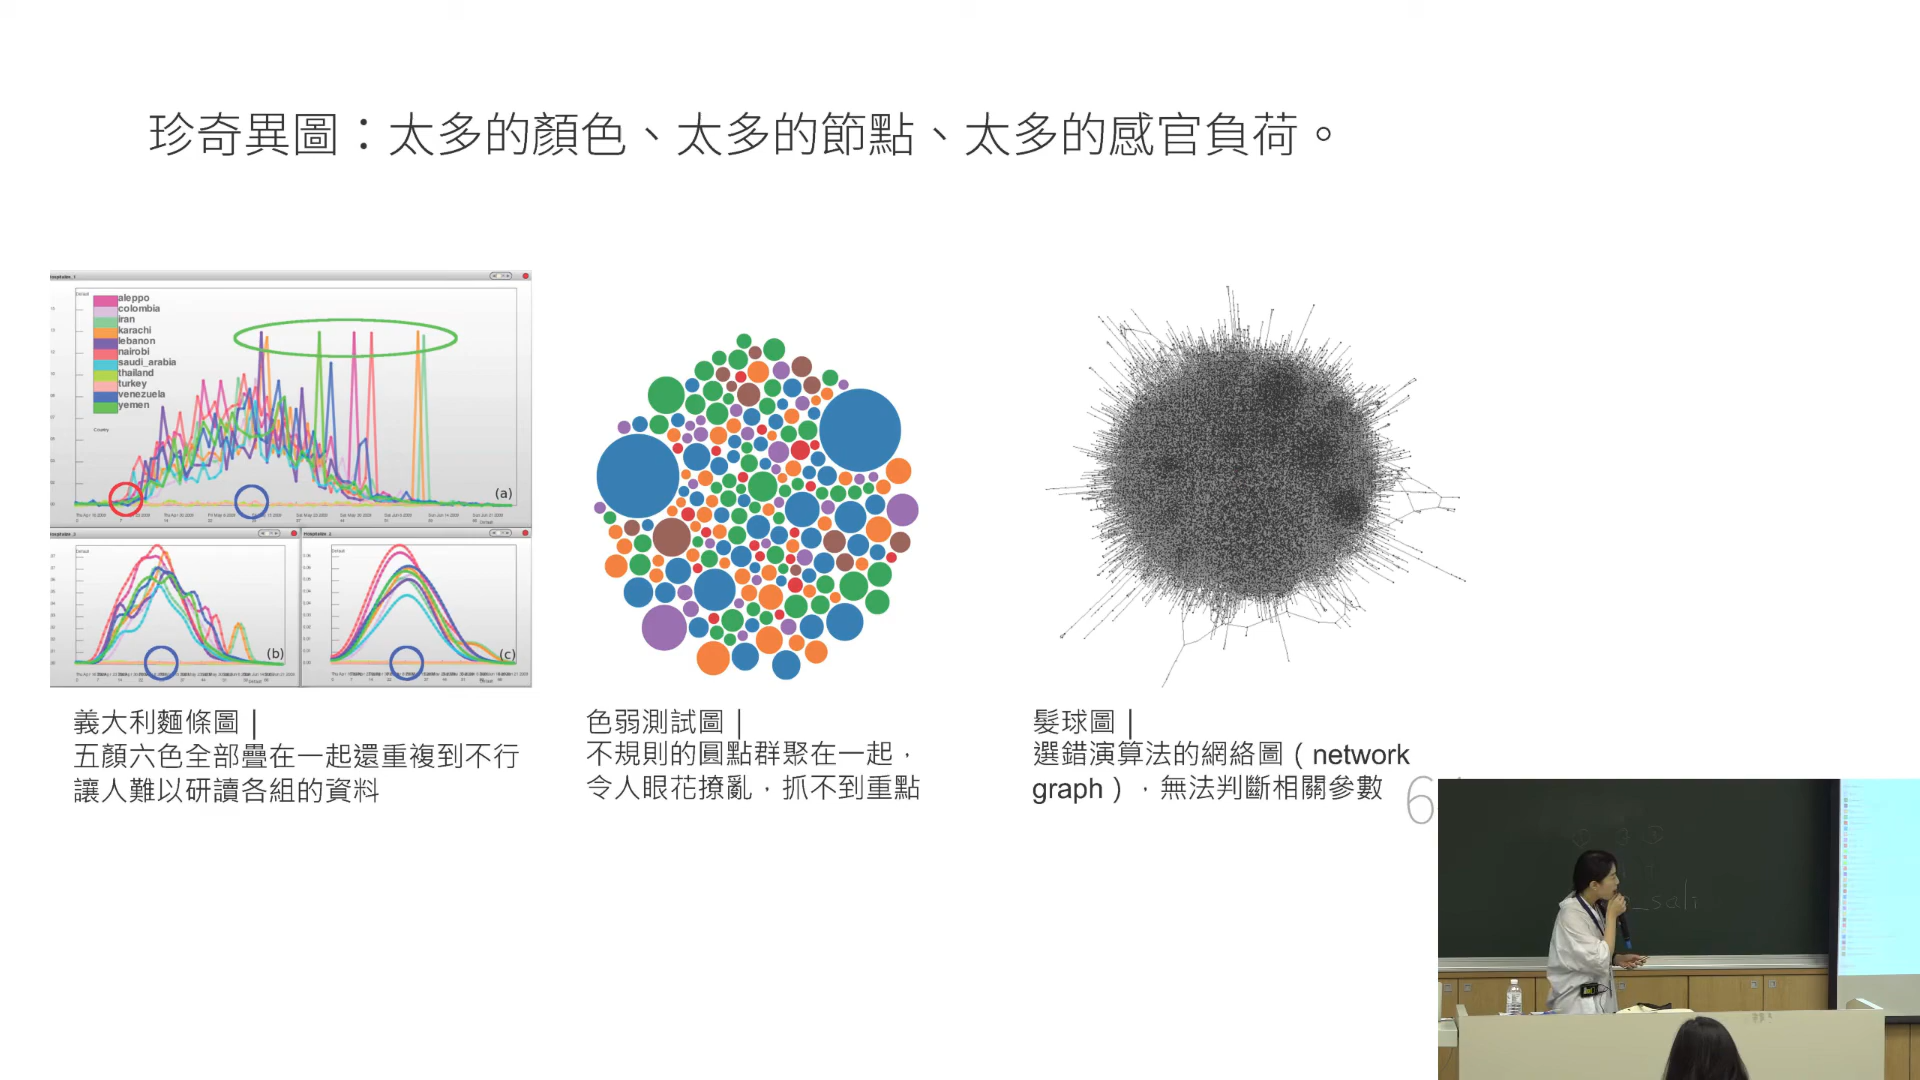 珍奇異圖：太多的顏色、太多的節點、太多的感官負荷。
aleppo
colombia
iran
karachi
lebanon
nairobi
saudi_arabia
thailand
turkey
venezuela
yemen
Country
(a)
(b)
(c)
義大利麵條圖｜
五顏六色全部疊在一起還重複到不行
讓人難以研讀各組的資料
色弱測試圖｜
不規則的圓點群聚在一起，
令人眼花撩亂，抓不到重點
髮球圖｜
選錯演算法的網絡圖（network
graph），無法判斷相關參數
_sali